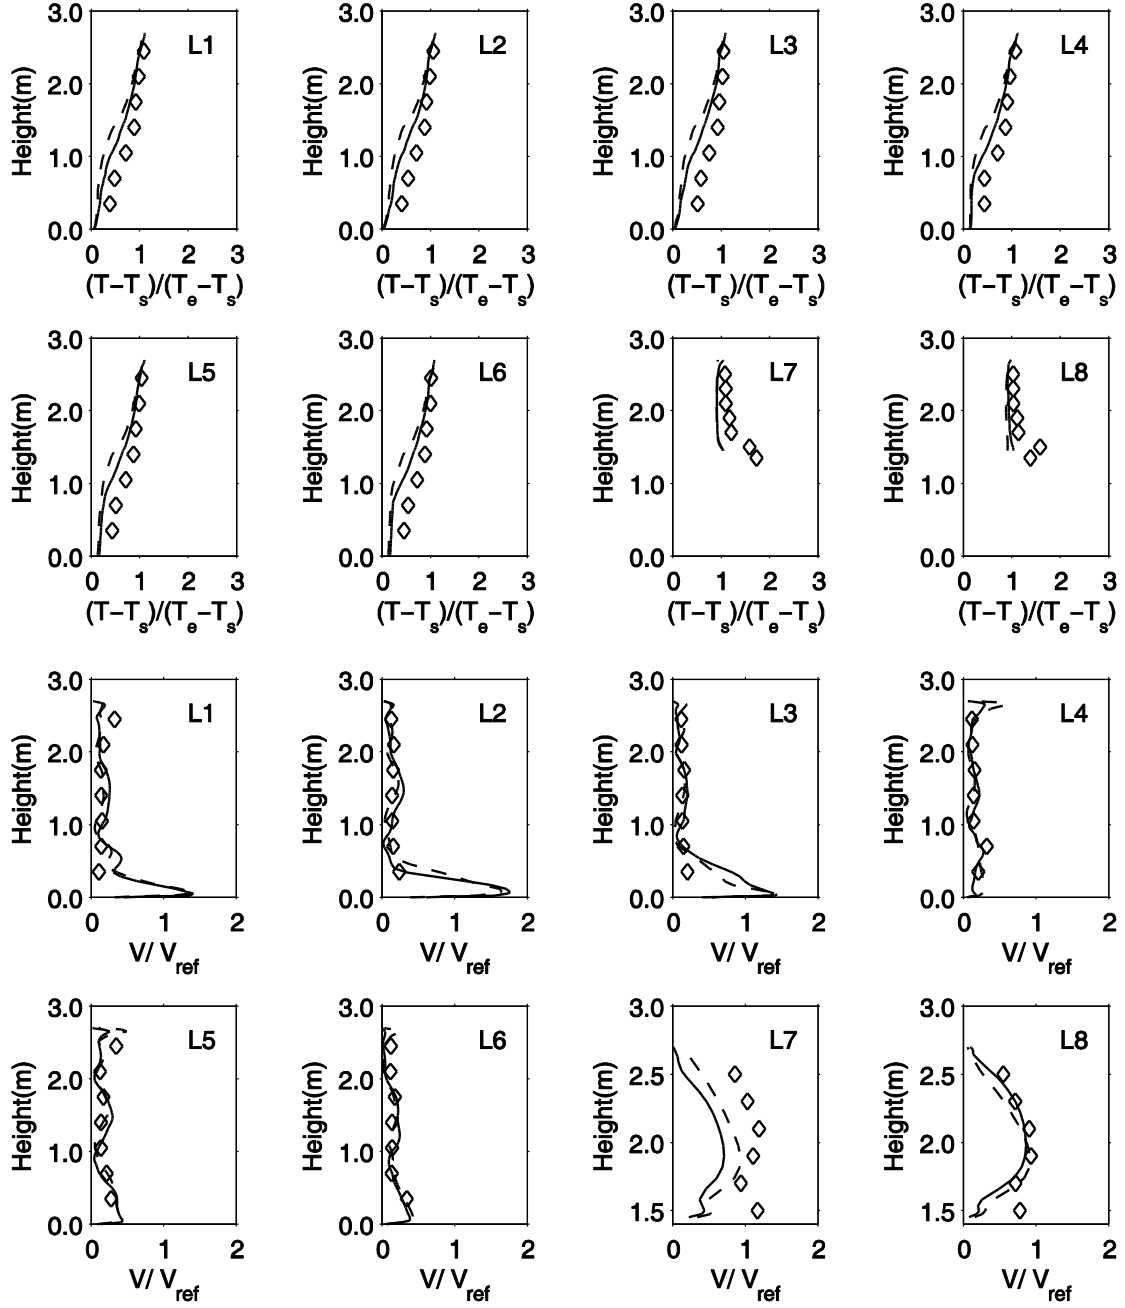 3.0 L1 3.0 L2 3.0 L3 3.0 L4
2.0 2.0 2.0 2.0
Height(m) Height(m) Height(m) Height(m)
1.0 1.0 1.0 1.0
0.0 0.0 0.0 0.0
0 1 2 3 0 1 2 3 0 1 2 3 0 1 2 3
(T−Ts)/(Te−Ts) (T−Ts)/(Te−Ts) (T−Ts)/(Te−Ts) (T−Ts)/(Te−Ts)
3.0 L5 3.0 L6 3.0 L7 3.0 L8
2.0 2.0 2.0 2.0
Height(m) Height(m) Height(m) Height(m)
1.0 1.0 1.0 1.0
0.0 0.0 0.0 0.0
0 1 2 3 0 1 2 3 0 1 2 3 0 1 2 3
(T−Ts)/(Te−Ts) (T−Ts)/(Te−Ts) (T−Ts)/(Te−Ts) (T−Ts)/(Te−Ts)
3.0 L1 3.0 L2 3.0 L3 3.0 L4
2.0 2.0 2.0 2.0
Height(m) Height(m) Height(m) Height(m)
1.0 1.0 1.0 1.0
0.0 0.0 0.0 0.0
0 1 2 0 1 2 0 1 2 0 1 2
V/ Vref V/ Vref V/ Vref V/ Vref
3.0 L5 3.0 L6 3.0 L7 3.0 L8
2.0 2.0 2.5 2.5
Height(m) Height(m) Height(m) Height(m)
1.0 1.0 2.0 2.0
0.0 0.0 1.5 1.5
0 1 2 0 1 2 0 1 2 0 1 2
V/ Vref V/ Vref V/ Vref V/ Vref